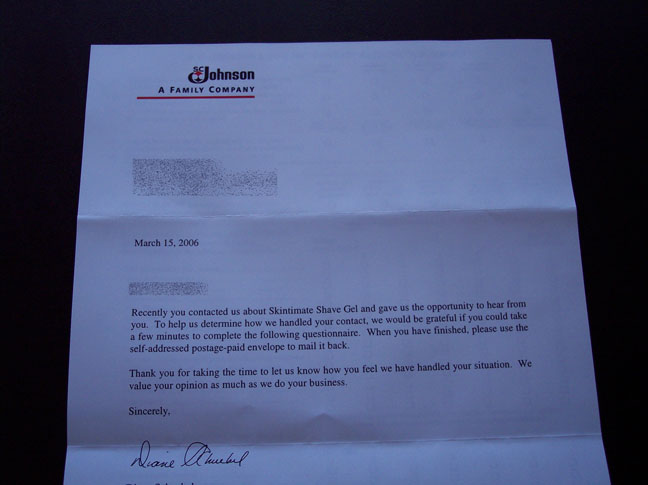 SC Johnson
A FAMILY COMPANY
March 15, 2006
Recently you contacted us about Skintimate Shave Gel and gave us the opportunity to hear from
you. To help us determine how we handled your contact, we would be grateful if you could take
a few minutes to complete the following questionnaire. When you have finished, please use the
self-addressed postage-paid envelope to mail it back.
Thank you for taking the time to let us know how you feel we have handled your situation. We
value your opinion as much as we do your business.
Sincerely,
Diane